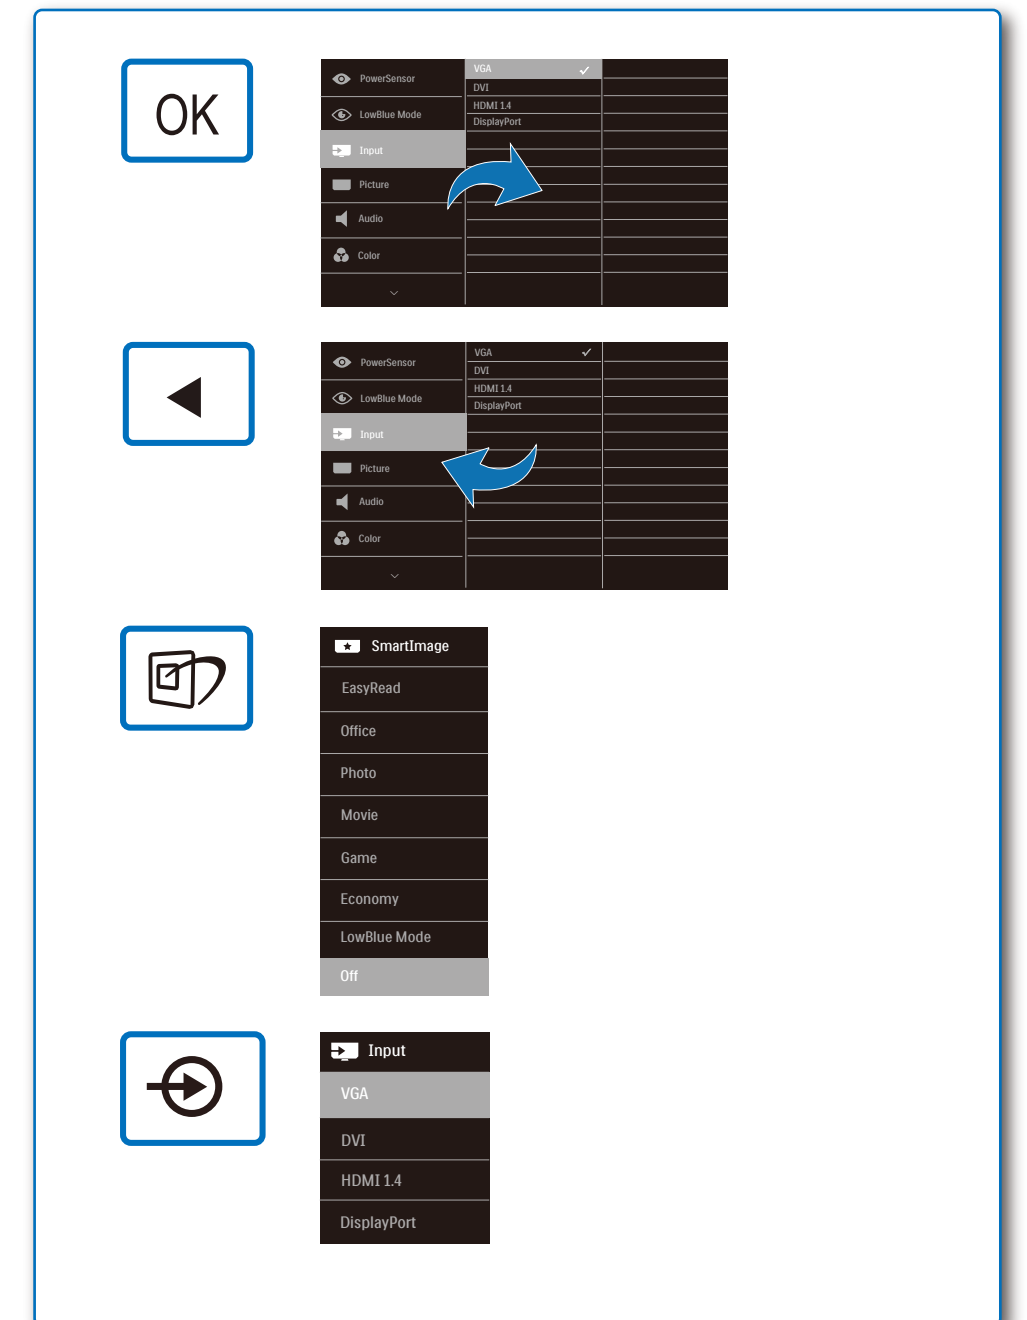 OK
PowerSensor
LowBlue Mode
Input
Picture
Audio
Color
VGA
DVI
HDMI 1.4
DisplayPort
PowerSensor
LowBlue Mode
Input
Picture
Audio
Color
VGA
DVI
HDMI 1.4
DisplayPort
SmartImage
EasyRead
Office
Photo
Movie
Game
Economy
LowBlue Mode
Off
Input
VGA
DVI
HDMI 1.4
DisplayPort